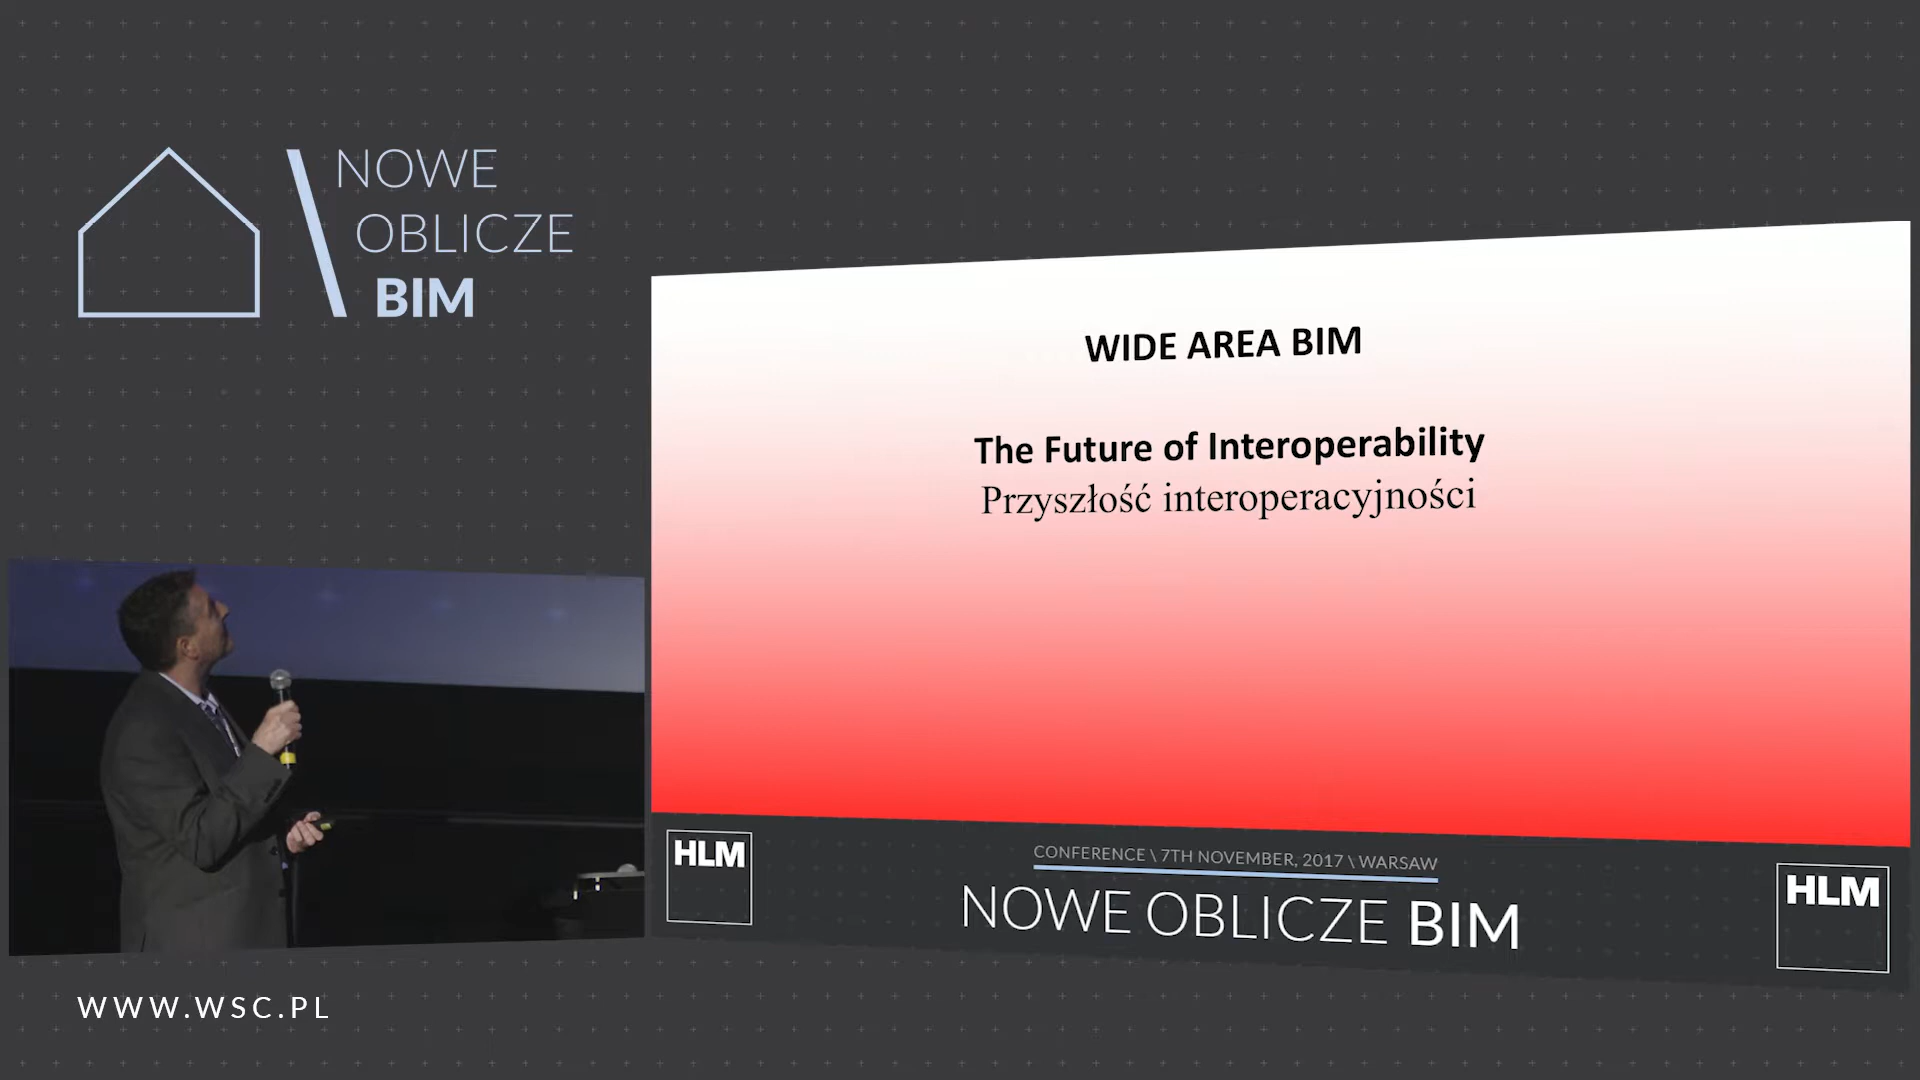 NOWE
OBLICZE
BIM
WIDE AREA BIM
The Future of Interoperability
Przyszłość interoperacyjności
HLM
CONFERENCE \ 7TH NOVEMBER, 2017 \ WARSAW
NOWE OBLICZE BIM
HLM
WWW.WSC.PL